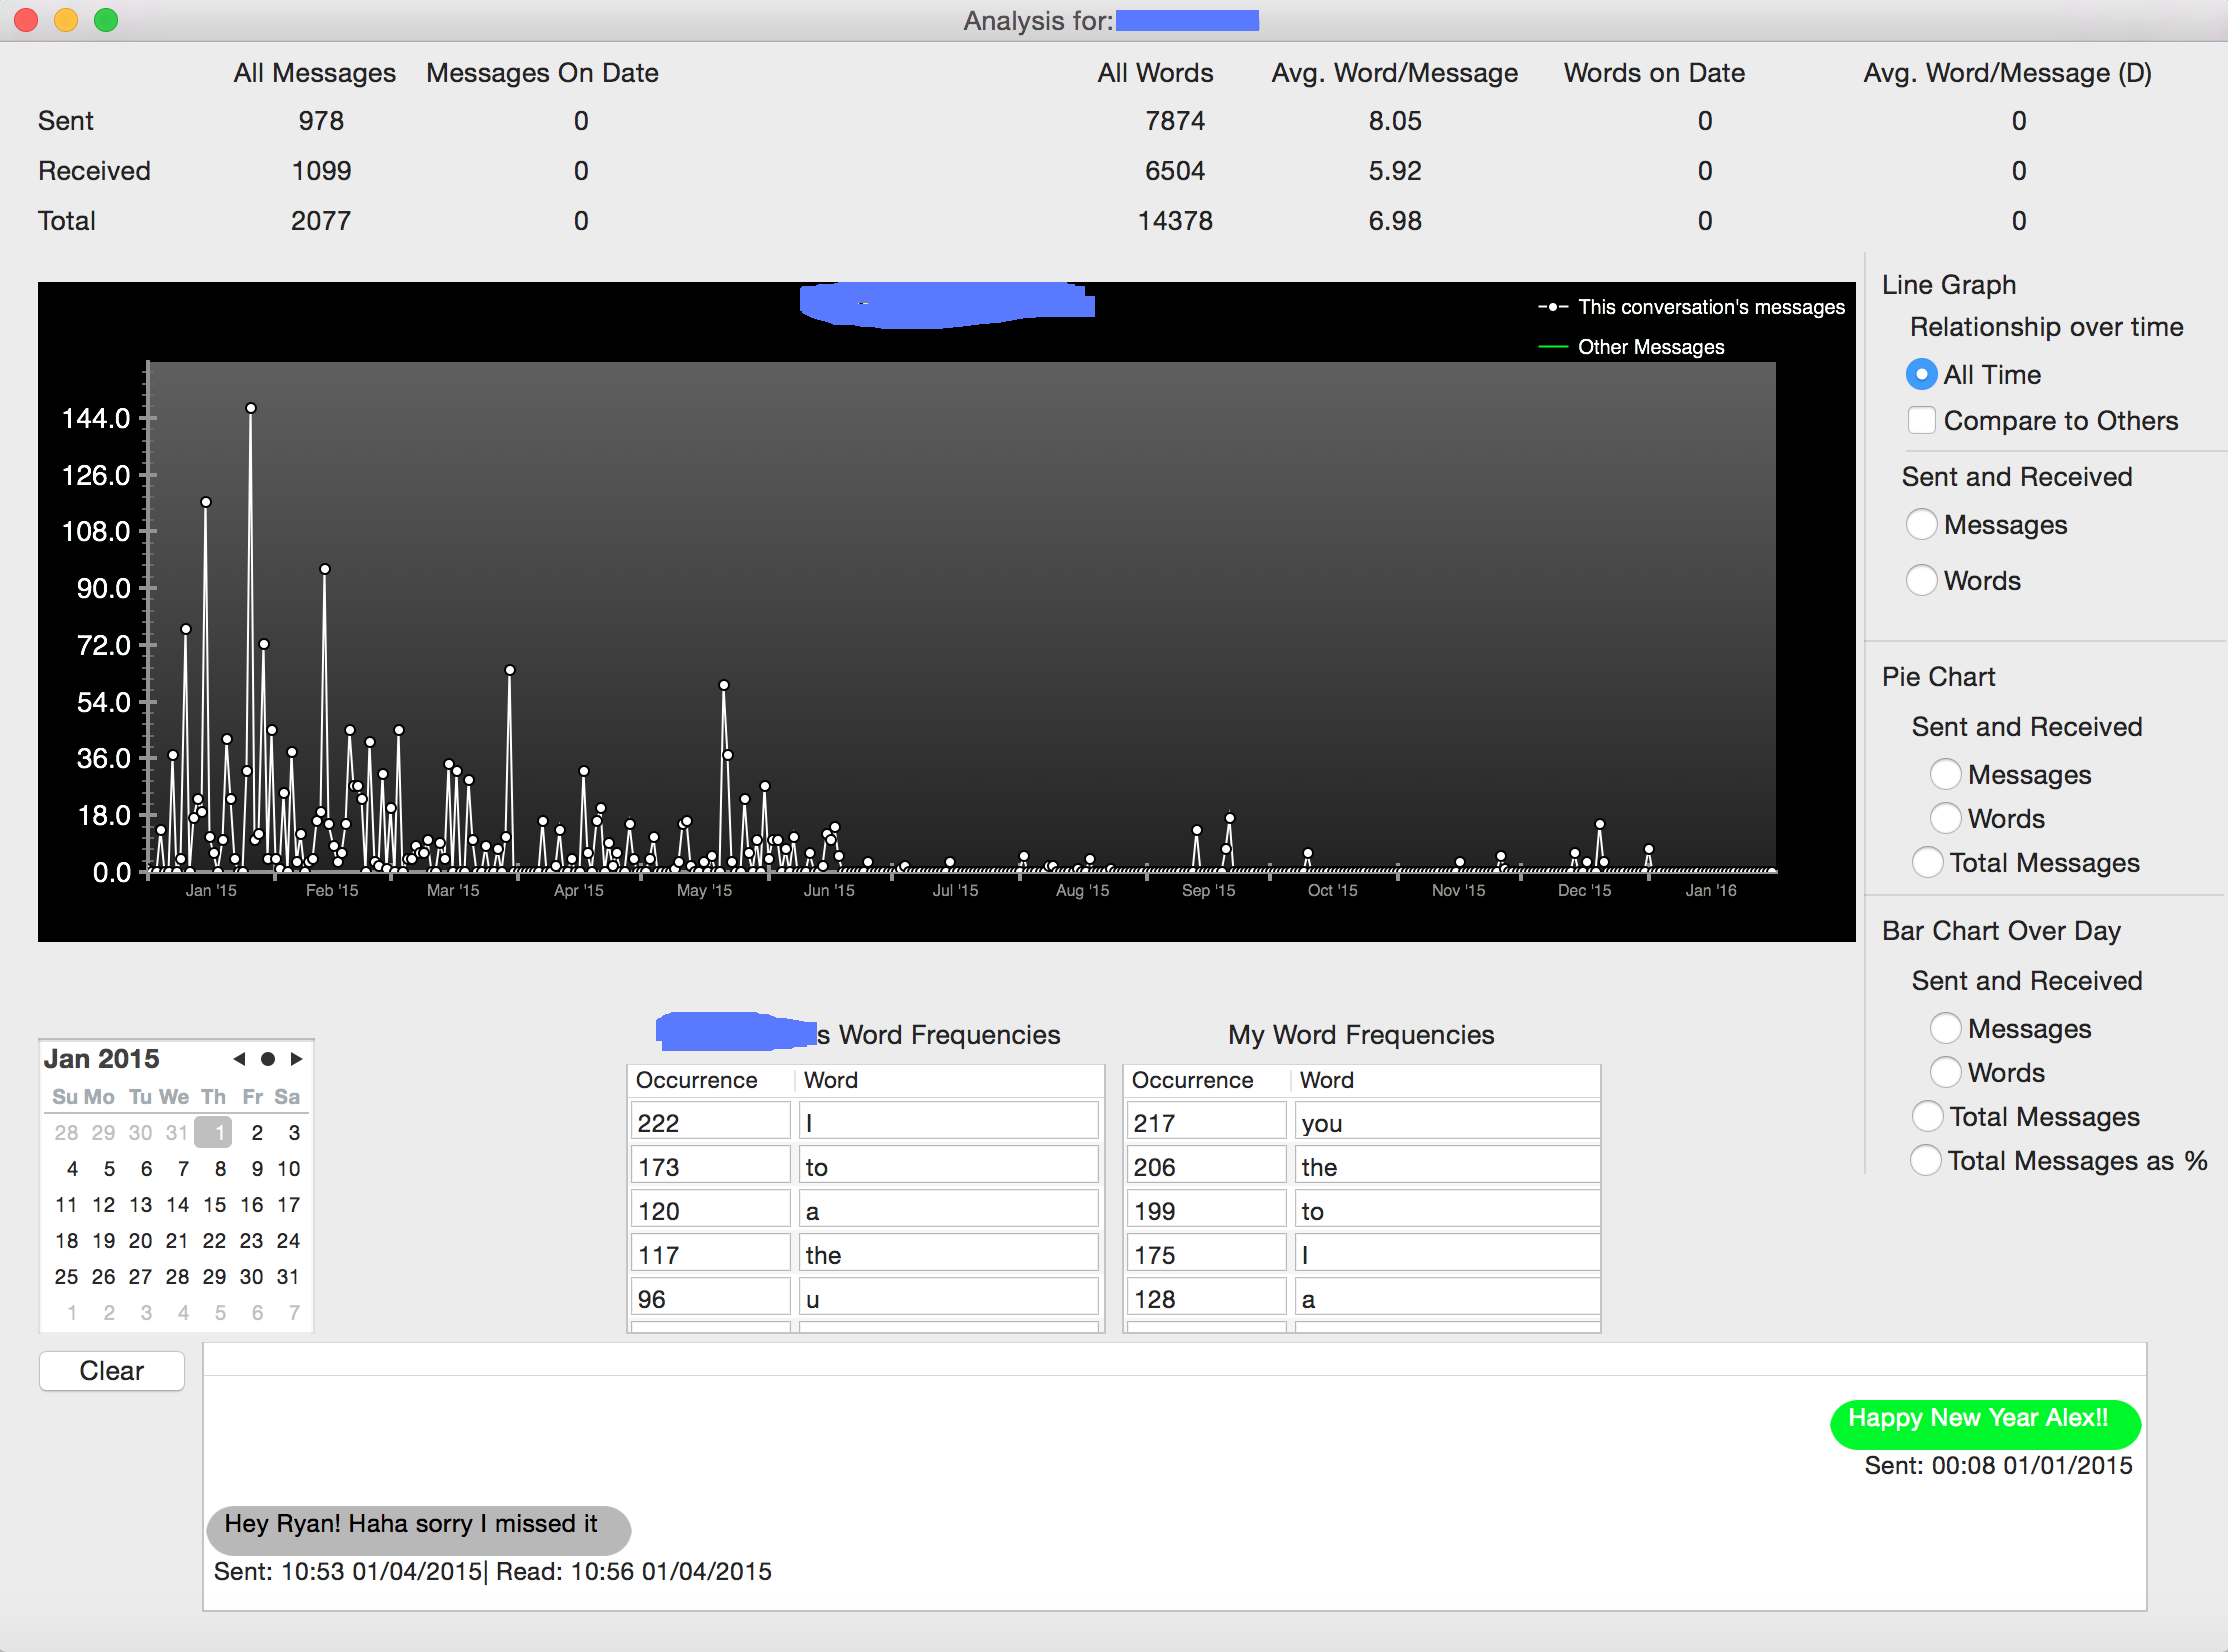 Analysis for:
All Messages Messages On Date All Words Avg. Word/Message Words on Date Avg. Word/Message (D)
Sent 978 0 7874 8.05 0 0
Received 1099 0 6504 5.92 0 0
Total 2077 0 14378 6.98 0 0
This conversation's messages
Other Messages
144.0
126.0
108.0
90.0
72.0
54.0
36.0
18.0
0.0
Jan '15 Feb '15 Mar '15 Apr '15 May '15 Jun '15 Jul '15 Aug '15 Sep '15 Oct '15 Nov '15 Dec '15 Jan '16
Line Graph
Relationship over time
All Time
Compare to Others
Sent and Received
Messages
Words
Pie Chart
Sent and Received
Messages
Words
Total Messages
Bar Chart Over Day
Sent and Received
Messages
Words
Total Messages
Total Messages as %
Jan 2015
Su Mo Tu We Th Fr Sa
28 29 30 31 1 2 3
4 5 6 7 8 9 10
11 12 13 14 15 16 17
18 19 20 21 22 23 24
25 26 27 28 29 30 31
1 2 3 4 5 6 7
Clear
s Word Frequencies
Occurrence Word
222 I
173 to
120 a
117 the
96 u
My Word Frequencies
Occurrence Word
217 you
206 the
199 to
175 I
128 a
Happy New Year Alex!!
Sent: 00:08 01/01/2015
Hey Ryan! Haha sorry I missed it
Sent: 10:53 01/04/2015| Read: 10:56 01/04/2015